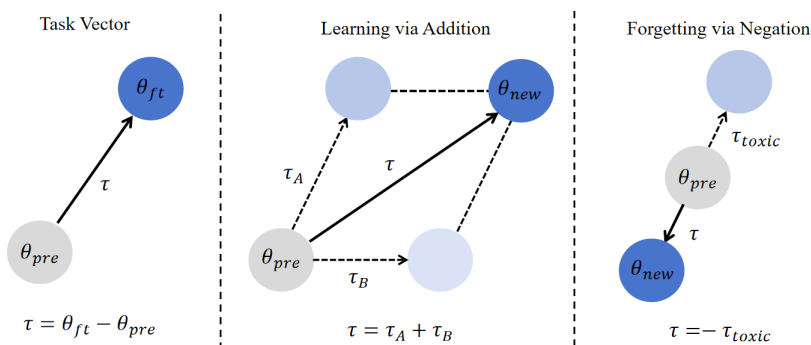 Task Vector
θ_ft
τ
θ_pre
τ = θ_ft − θ_pre
Learning via Addition
θ_new
τ
τ_A
θ_pre
τ_B
τ = τ_A + τ_B
Forgetting via Negation
τ_toxic
θ_pre
τ
θ_new
τ =− τ_toxic